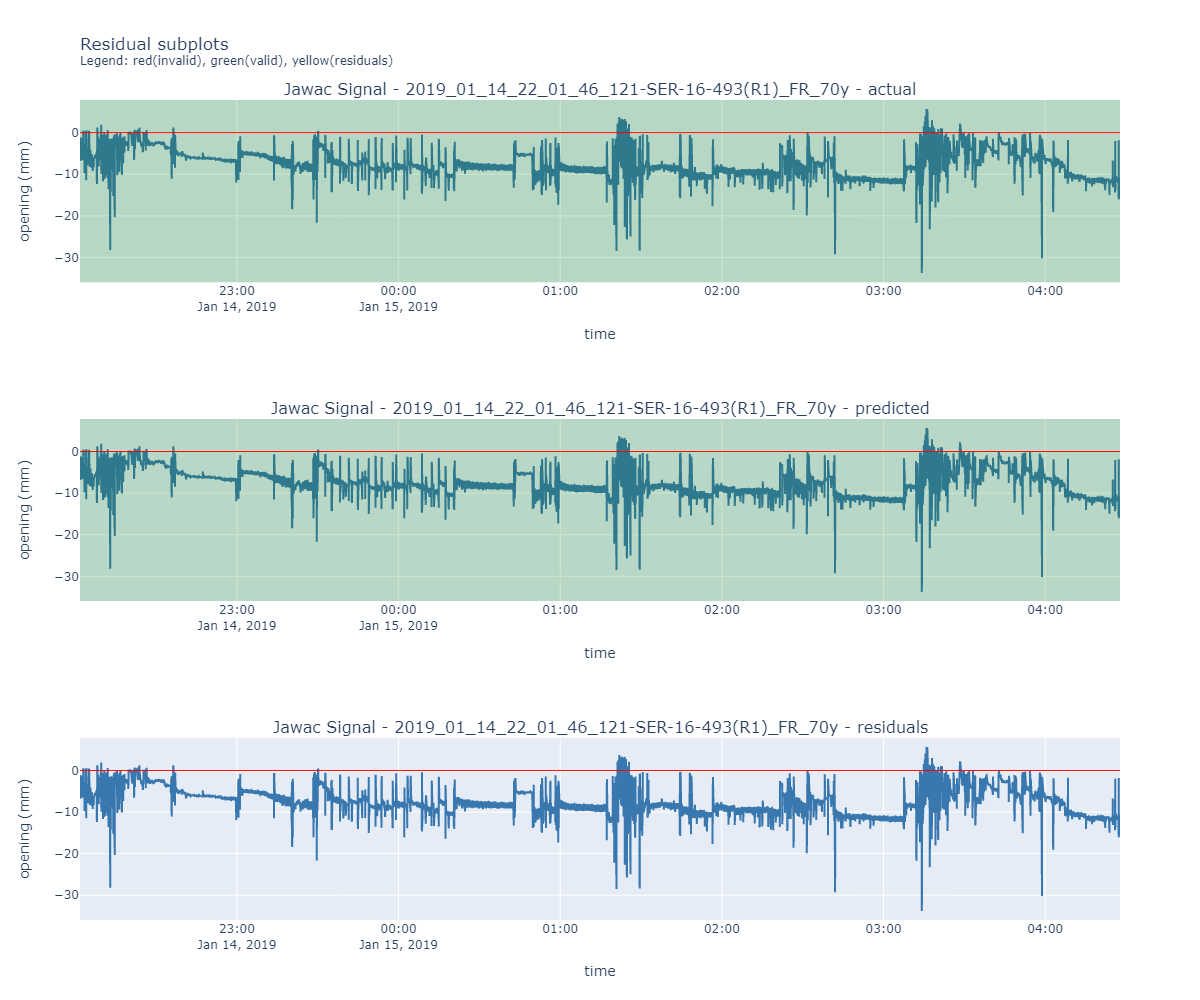 Residual subplots
Legend: red(invalid), green(valid), yellow(residuals)
Jawac Signal - 2019_01_14_22_01_46_121-SER-16-493(R1)_FR_70y - actual
opening (mm)
0
−10
−20
−30
23:00 00:00 01:00 02:00 03:00 04:00
Jan 14, 2019 Jan 15, 2019
time
Jawac Signal - 2019_01_14_22_01_46_121-SER-16-493(R1)_FR_70y - predicted
opening (mm)
0
−10
−20
−30
23:00 00:00 01:00 02:00 03:00 04:00
Jan 14, 2019 Jan 15, 2019
time
Jawac Signal - 2019_01_14_22_01_46_121-SER-16-493(R1)_FR_70y - residuals
opening (mm)
0
−10
−20
−30
23:00 00:00 01:00 02:00 03:00 04:00
Jan 14, 2019 Jan 15, 2019
time